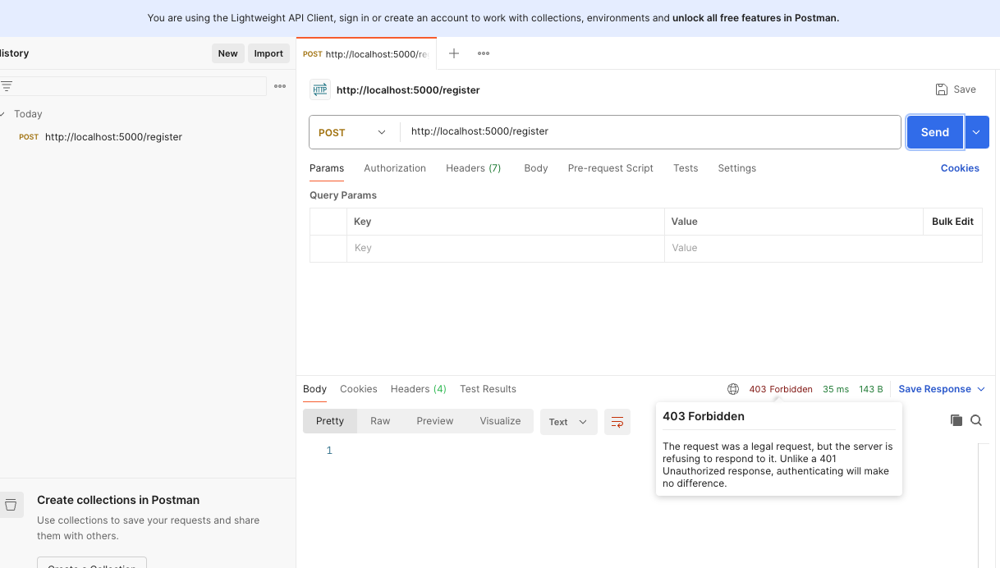 You are using the Lightweight API Client, sign in or create an account to work with collections, environments and unlock all free features in Postman.
History
New
Import
Today
POST http://localhost:5000/register
POST http://localhost:5000/re
HTTP http://localhost:5000/register
Save
POST
http://localhost:5000/register
Send
Params
Authorization
Headers (7)
Body
Pre-request Script
Tests
Settings
Cookies
Query Params
Key
Value
Bulk Edit
Key
Value
Body
Cookies
Headers (4)
Test Results
403 Forbidden
35 ms
143 B
Save Response
Pretty
Raw
Preview
Visualize
Text
1
403 Forbidden
The request was a legal request, but the server is
refusing to respond to it. Unlike a 401
Unauthorized response, authenticating will make
no difference.
Create collections in Postman
Use collections to save your requests and share
them with others.
Create a Collection